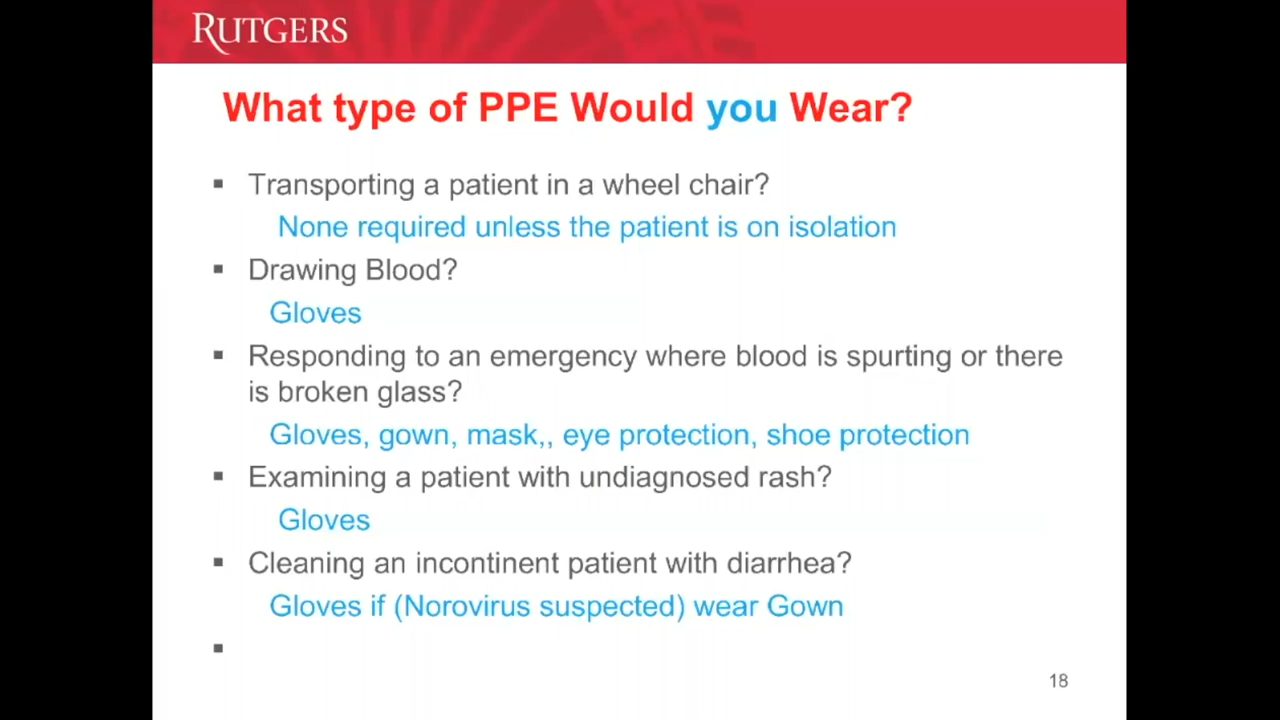 RUTGERS
What type of PPE Would you Wear?
▪ Transporting a patient in a wheel chair?
None required unless the patient is on isolation
▪ Drawing Blood?
Gloves
▪ Responding to an emergency where blood is spurting or there
is broken glass?
Gloves, gown, mask,, eye protection, shoe protection
▪ Examining a patient with undiagnosed rash?
Gloves
▪ Cleaning an incontinent patient with diarrhea?
Gloves if (Norovirus suspected) wear Gown
▪
18